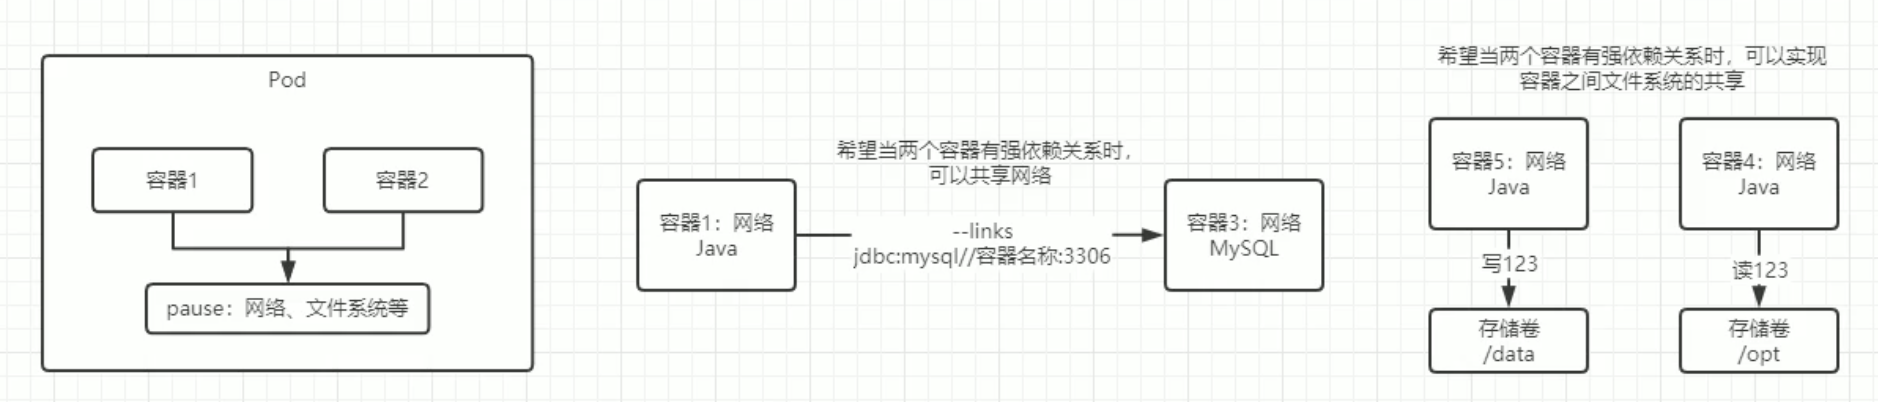 Pod
容器1
容器2
pause：网络、文件系统等
希望当两个容器有强依赖关系时，
可以共享网络
容器1：网络
Java
--links
jdbc:mysql//容器名称:3306
容器3：网络
MySQL
希望当两个容器有强依赖关系时，可以实现
容器之间文件系统的共享
容器5：网络
Java
写123
存储卷
/data
容器4：网络
Java
读123
存储卷
/opt